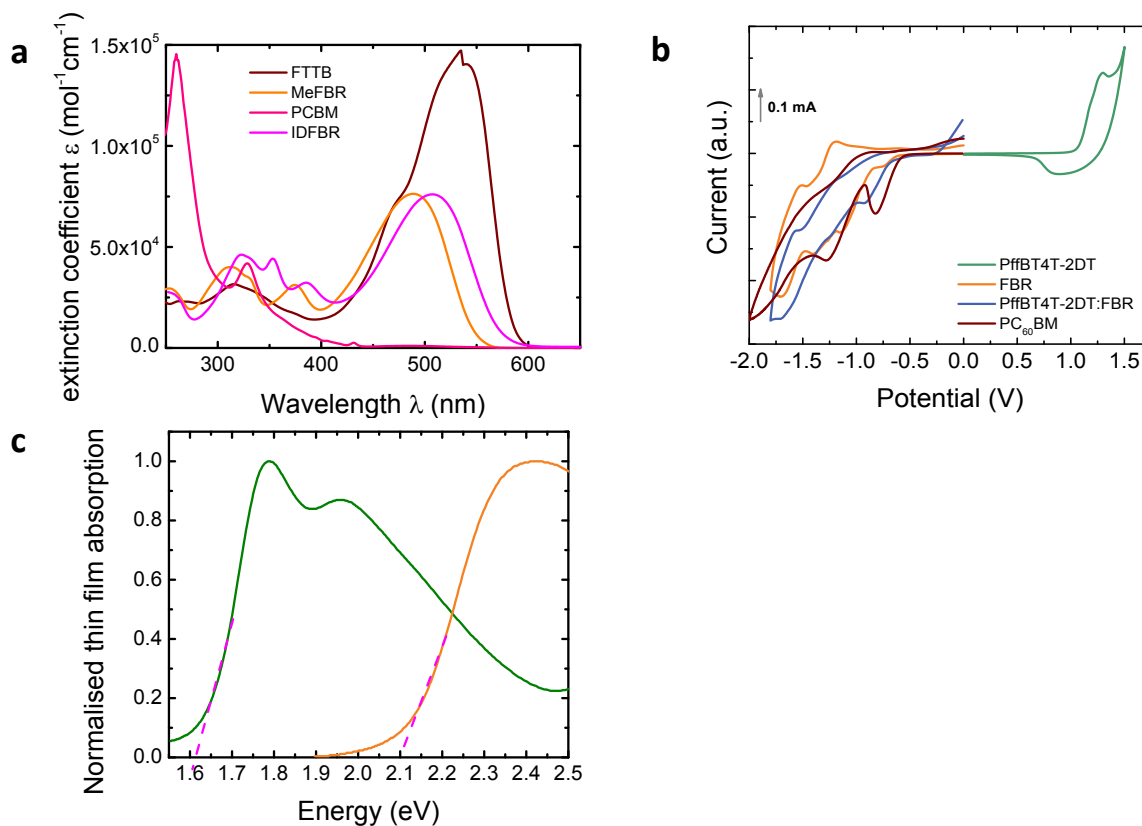 a
extinction coefficient ε (mol⁻¹cm⁻¹)
1.5x10⁵
1.0x10⁵
5.0x10⁴
0.0
FTTB
MeFBR
PCBM
IDFBR
300 400 500 600
Wavelength λ (nm)
b
Current (a.u.)
0.1 mA
PffBT4T-2DT
FBR
PffBT4T-2DT:FBR
PC₆₀BM
-2.0 -1.5 -1.0 -0.5 0.0 0.5 1.0 1.5
Potential (V)
c
Normalised thin film absorption
1.0
0.8
0.6
0.4
0.2
0.0
1.6 1.7 1.8 1.9 2.0 2.1 2.2 2.3 2.4 2.5
Energy (eV)